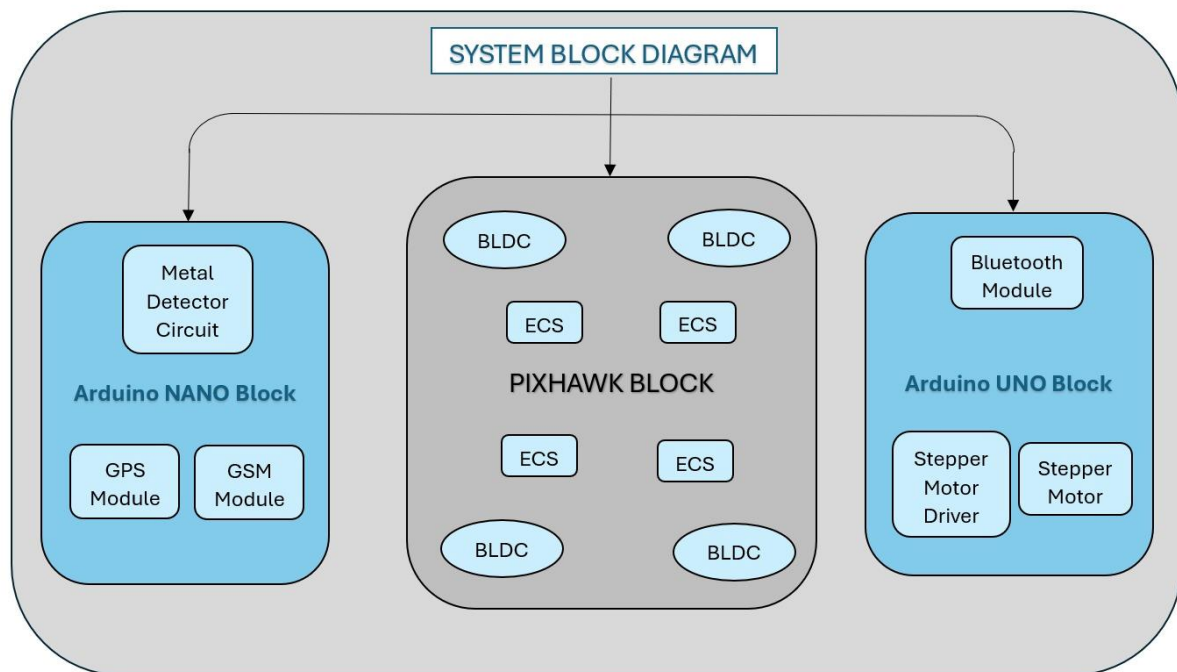 SYSTEM BLOCK DIAGRAM
Metal
Detector
Circuit
Arduino NANO Block
GPS
Module
GSM
Module
BLDC
BLDC
ECS
ECS
PIXHAWK BLOCK
ECS
ECS
BLDC
BLDC
Bluetooth
Module
Arduino UNO Block
Stepper
Motor
Driver
Stepper
Motor